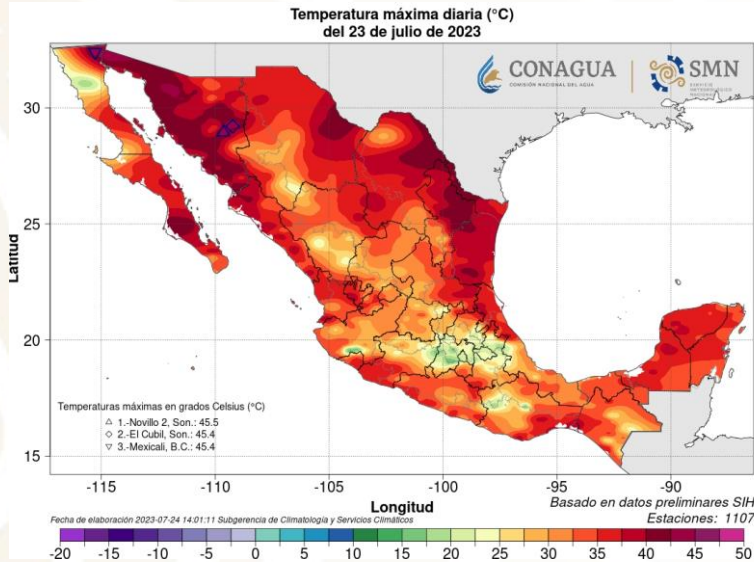 Temperatura máxima diaria (°C)
del 23 de julio de 2023
CONAGUA
COMISIÓN NACIONAL DEL AGUA
SMN
SERVICIO
METEOROLÓGICO
NACIONAL
30
25
20
15
Latitud
Temperaturas máximas en grados Celsius (°C)
1.-Novillo 2, Son.: 45.5
2.-El Cubil, Son.: 45.4
3.-Mexicali, B.C.: 45.4
-115 -110 -105 -100 -95 -90
Longitud
Basado en datos preliminares SIH
Fecha de elaboración 2023-07-24 14:01:11 Subgerencia de Climatología y Servicios Climáticos
Estaciones: 1107
-20 -15 -10 -5 0 5 10 15 20 25 30 35 40 45 50